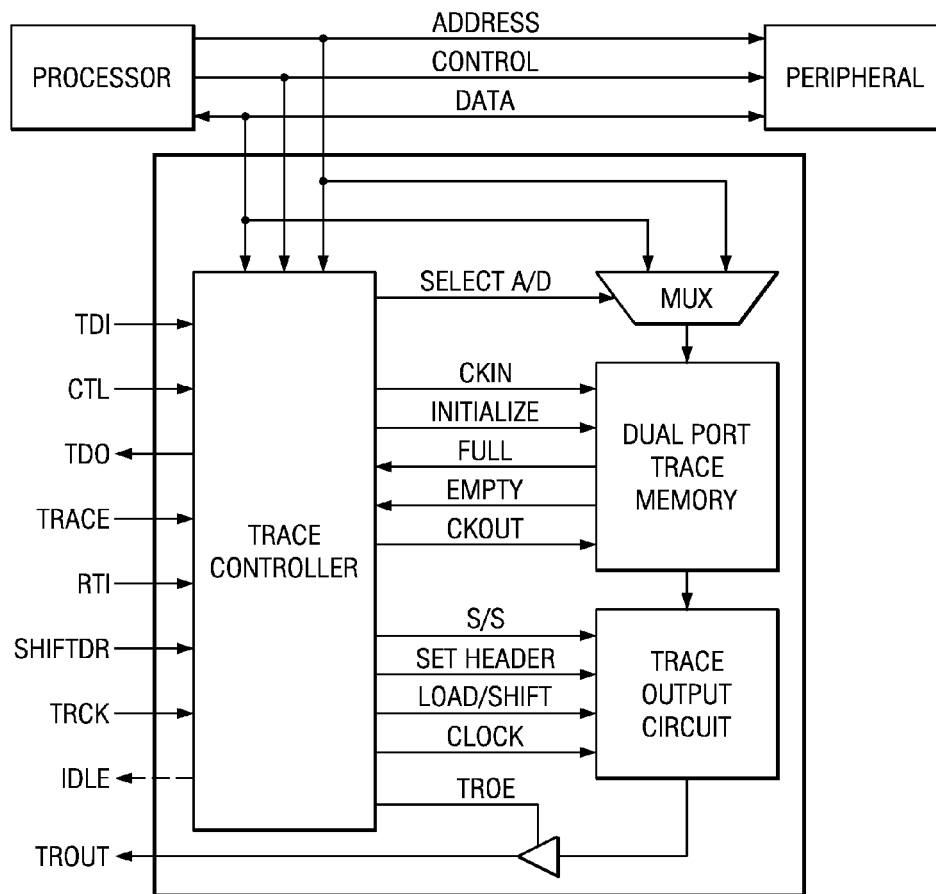 ADDRESS
PROCESSOR
CONTROL
PERIPHERAL
DATA
SELECT A/D
MUX
TDI
CTL
TDO
TRACE
RTI
SHIFTDR
TRCK
IDLE
TROUT
TRACE
CONTROLLER
CKIN
INITIALIZE
FULL
EMPTY
CKOUT
DUAL PORT
TRACE
MEMORY
S/S
SET HEADER
LOAD/SHIFT
CLOCK
TRACE
OUTPUT
CIRCUIT
TROE